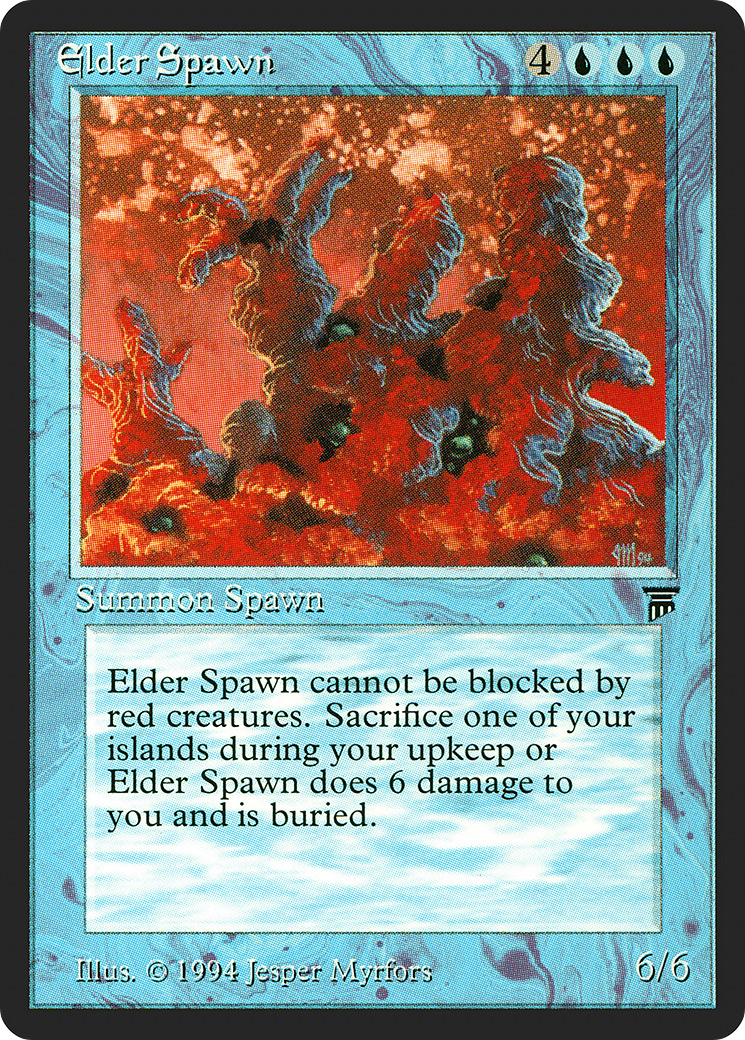 Elder Spawn 4
JM94
Summon Spawn
Elder Spawn cannot be blocked by
red creatures. Sacrifice one of your
islands during your upkeep or
Elder Spawn does 6 damage to
you and is buried.
Illus. © 1994 Jesper Myrfors 6/6